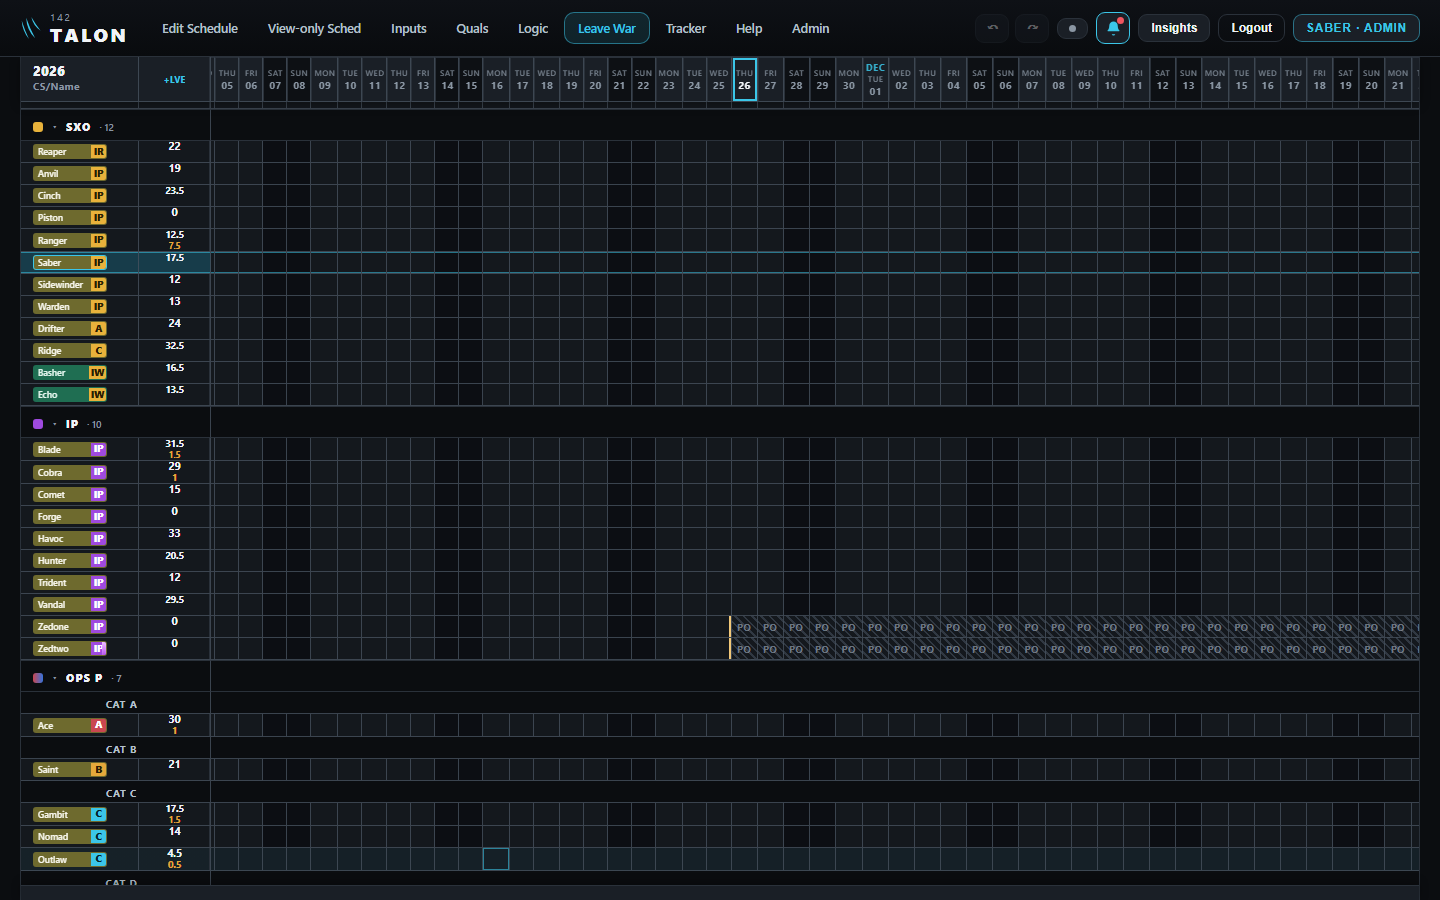 142
TALON
Edit Schedule View-only Sched Inputs Quals Logic Leave War Tracker Help Admin Insights Logout SABER · ADMIN
2026
CS/Name
+LVE
THU 05 FRI 06 SAT 07 SUN 08 MON 09 TUE 10 WED 11 THU 12 FRI 13 SAT 14 SUN 15 MON 16 TUE 17 WED 18 THU 19 FRI 20 SAT 21 SUN 22 MON 23 TUE 24 WED 25 THU 26 FRI 27 SAT 28 SUN 29 MON 30 DEC TUE 01 WED 02 THU 03 FRI 04 SAT 05 SUN 06 MON 07 TUE 08 WED 09 THU 10 FRI 11 SAT 12 SUN 13 MON 14 TUE 15 WED 16 THU 17 FRI 18 SAT 19 SUN 20 MON 21
SXO · 12
Reaper IR 22
Anvil IP 19
Cinch IP 23.5
Piston IP 0
Ranger IP 12.5
7.5
Saber IP 17.5
Sidewinder IP 12
Warden IP 13
Drifter A 24
Ridge C 32.5
Basher IW 16.5
Echo IW 13.5
IP · 10
Blade IP 31.5
1.5
Cobra IP 29
1
Comet IP 15
Forge IP 0
Havoc IP 33
Hunter IP 20.5
Trident IP 12
Vandal IP 29.5
Zedone IP 0 PO PO PO PO PO PO PO PO PO PO PO PO PO PO PO PO PO PO PO PO PO PO PO PO PO PO
Zedtwo IP 0 PO PO PO PO PO PO PO PO PO PO PO PO PO PO PO PO PO PO PO PO PO PO PO PO PO PO
OPS P · 7
CAT A
Ace A 30
1
CAT B
Saint B 21
CAT C
Gambit C 17.5
1.5
Nomad C 14
Outlaw C 4.5
0.5
CAT D